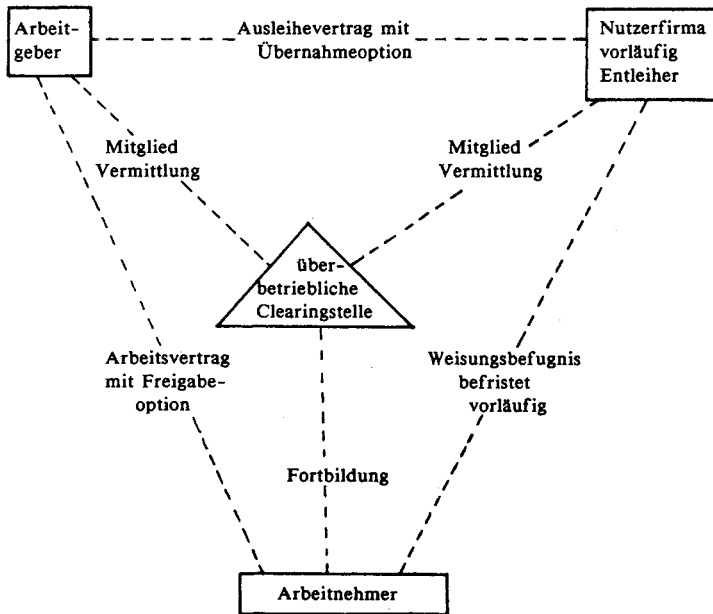 Arbeit-
geber
Ausleihevertrag mit
Übernahmeoption
Nutzerfirma
vorläufig
Entleiher
Mitglied
Vermittlung
Mitglied
Vermittlung
über-
betriebliche
Clearingstelle
Arbeitsvertrag
mit Freigabe-
option
Weisungsbefugnis
befristet
vorläufig
Fortbildung
Arbeitnehmer